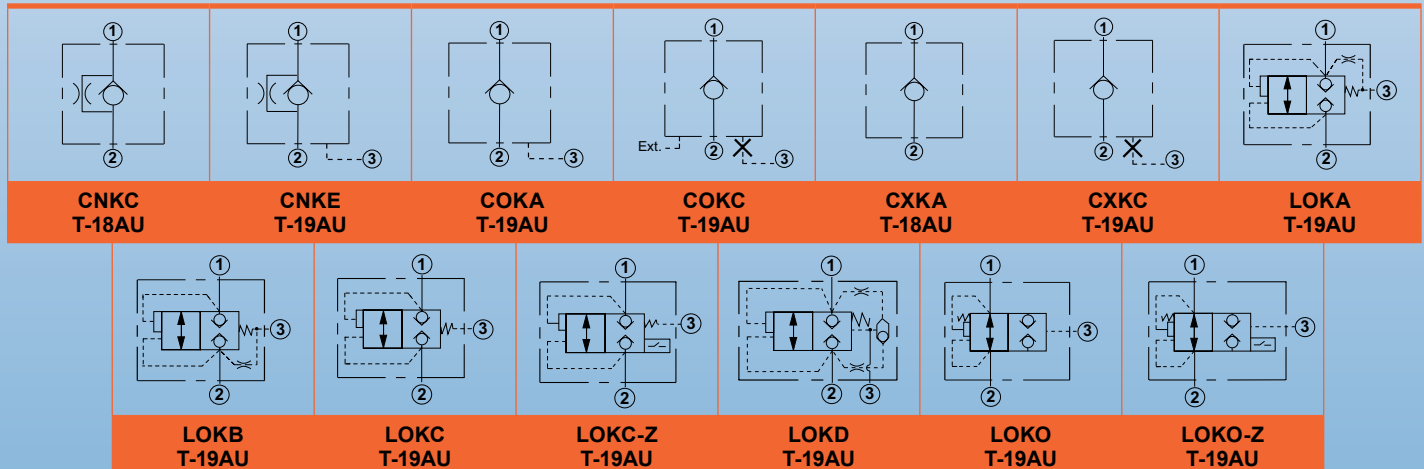 1
2
CNKC
T-18AU
1
2
3
CNKE
T-19AU
1
2
3
COKA
T-19AU
1
Ext.
2
3
COKC
T-19AU
1
2
CXKA
T-18AU
1
2
3
CXKC
T-19AU
1
3
2
LOKA
T-19AU
1
3
2
LOKB
T-19AU
1
3
2
LOKC
T-19AU
1
3
2
LOKC-Z
T-19AU
1
2
3
LOKD
T-19AU
1
3
2
LOKO
T-19AU
1
3
2
LOKO-Z
T-19AU